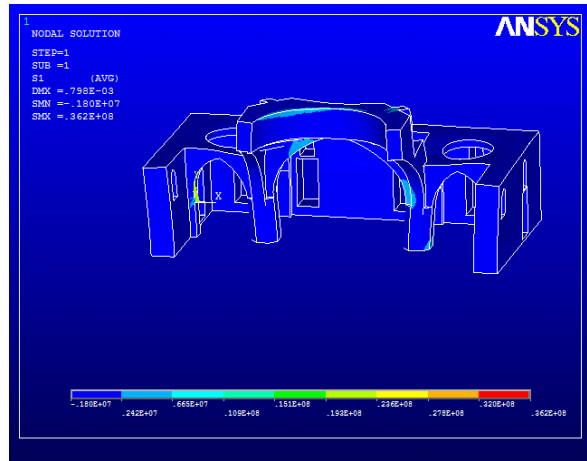 1
ANSYS
NODAL SOLUTION
STEP=1
SUB =1
S1 (AVG)
DMX =.798E-03
SMN =-.180E+07
SMX =.362E+08
X
-.180E+07 .242E+07 .665E+07 .109E+08 .151E+08 .193E+08 .236E+08 .278E+08 .320E+08 .362E+08